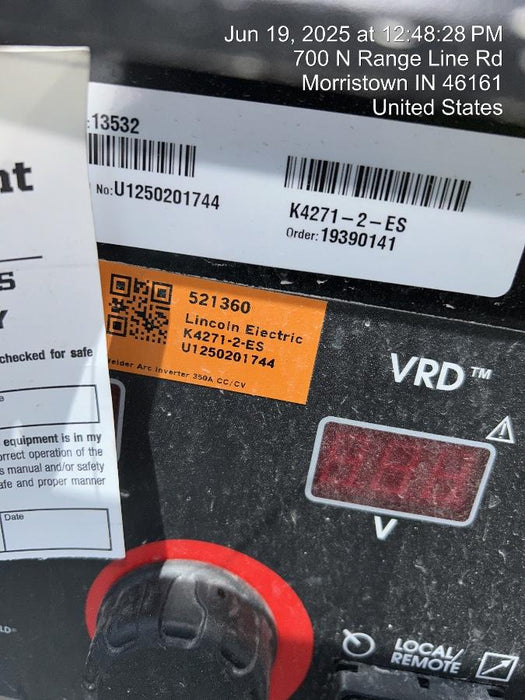 Jun 19, 2025 at 12:48:28 PM
700 N Range Line Rd
Morristown IN 46161
United States
:13532
No:U1250201744
K4271-2-ES
Order: 19390141
nt
S
Y
checked for safe
e
equipment is in my
orrect operation of the
s manual and/or safety
afe and proper manner
Date
521360
Lincoln Electric
K4271-2-ES
U1250201744
elder Arc Inverter 350A CC/CV
VRD™
V
LOCAL/
REMOTE
LD®